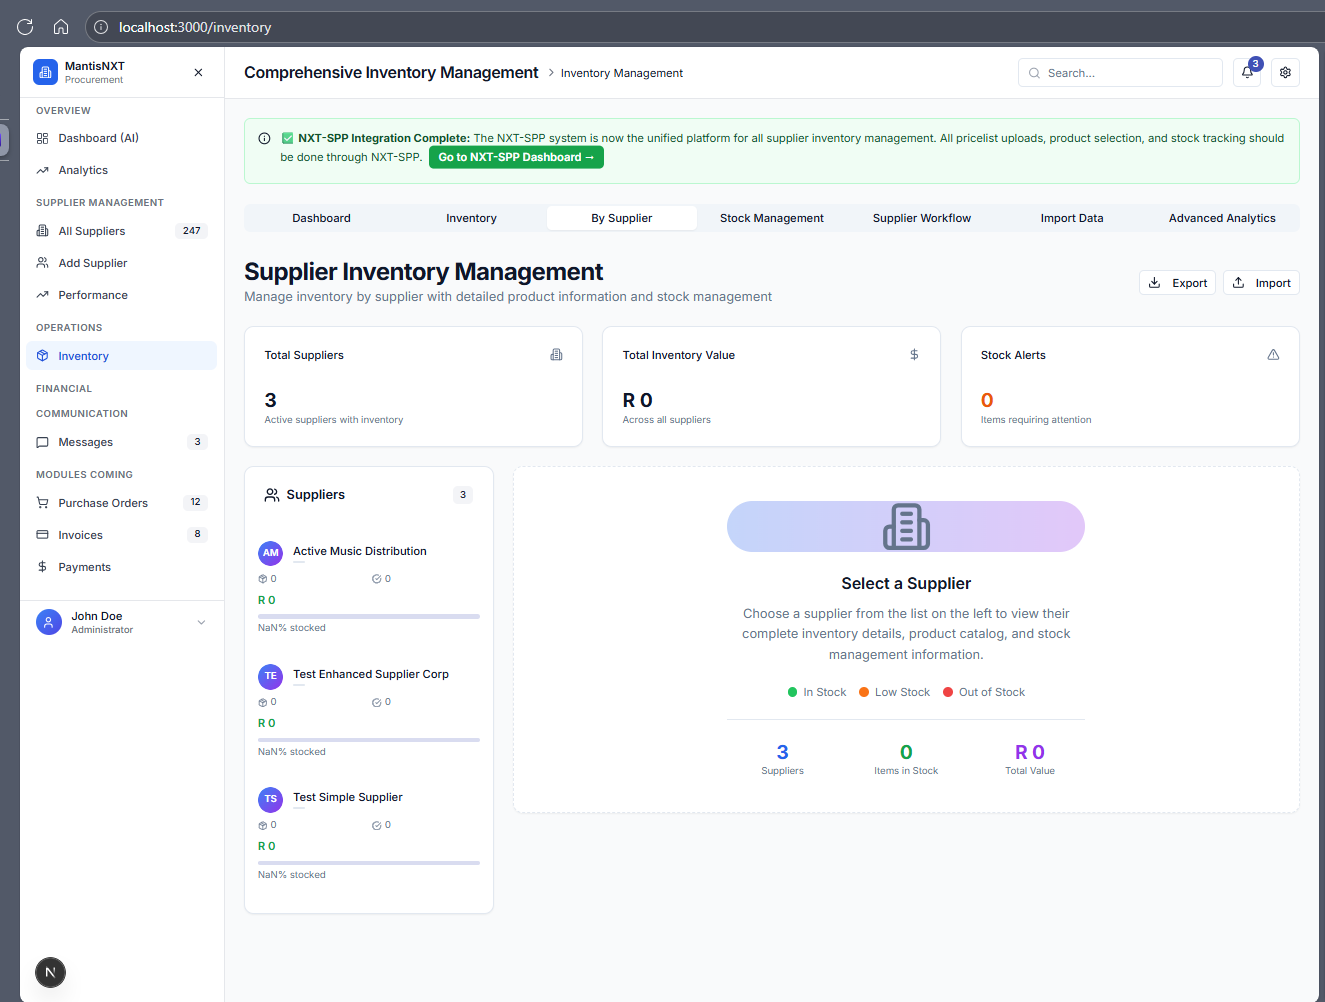 localhost:3000/inventory
MantisNXT
Procurement
OVERVIEW
Dashboard (AI)
Analytics
SUPPLIER MANAGEMENT
All Suppliers 247
Add Supplier
Performance
OPERATIONS
Inventory
FINANCIAL
COMMUNICATION
Messages 3
MODULES COMING
Purchase Orders 12
Invoices 8
Payments
John Doe
Administrator
N
Comprehensive Inventory Management > Inventory Management
Search...
3
✅ NXT-SPP Integration Complete: The NXT-SPP system is now the unified platform for all supplier inventory management. All pricelist uploads, product selection, and stock tracking should
be done through NXT-SPP. Go to NXT-SPP Dashboard →
Dashboard Inventory By Supplier Stock Management Supplier Workflow Import Data Advanced Analytics
Supplier Inventory Management
Manage inventory by supplier with detailed product information and stock management
Export Import
Total Suppliers
3
Active suppliers with inventory
Total Inventory Value
$
R 0
Across all suppliers
Stock Alerts
0
Items requiring attention
Suppliers 3
AM Active Music Distribution
0 0
R 0
NaN% stocked
TE Test Enhanced Supplier Corp
0 0
R 0
NaN% stocked
TS Test Simple Supplier
0 0
R 0
NaN% stocked
Select a Supplier
Choose a supplier from the list on the left to view their
complete inventory details, product catalog, and stock
management information.
In Stock Low Stock Out of Stock
3 0 R 0
Suppliers Items in Stock Total Value